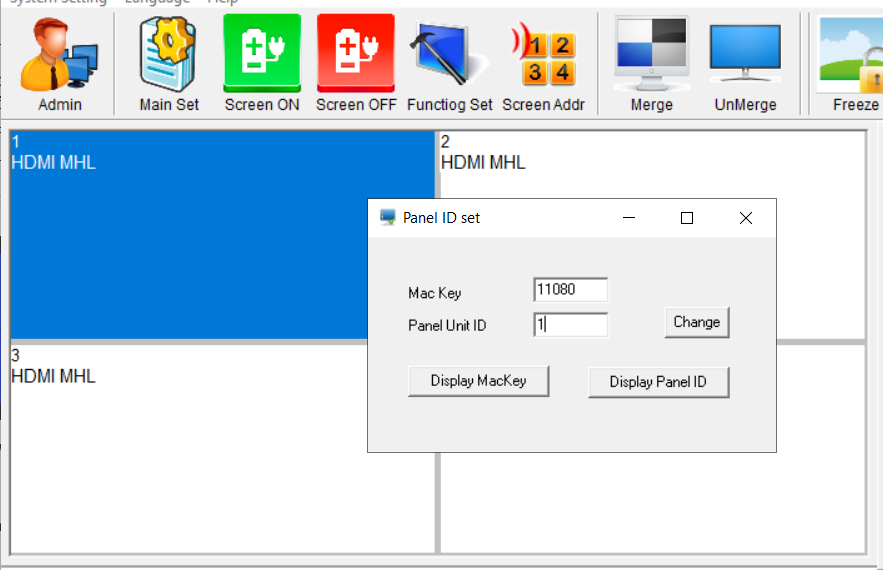 System Setting Language Help
Admin Main Set Screen ON Screen OFF Functiog Set Screen Addr Merge UnMerge Freeze
1 2
3 4
1
HDMI MHL
2
HDMI MHL
Panel ID set
Mac Key 11080
Panel Unit ID 1
Change
Display MacKey Display Panel ID
3
HDMI MHL